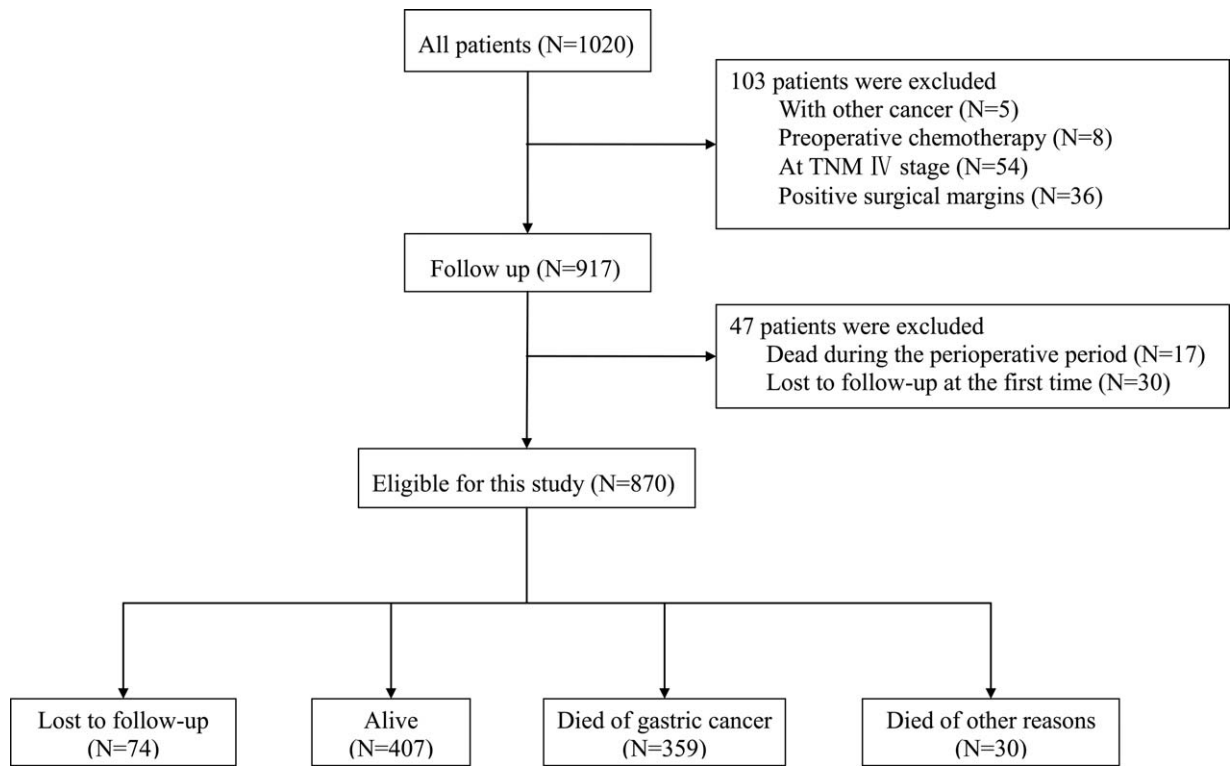 All patients (N=1020)
103 patients were excluded
With other cancer (N=5)
Preoperative chemotherapy (N=8)
At TNM Ⅳ stage (N=54)
Positive surgical margins (N=36)
Follow up (N=917)
47 patients were excluded
Dead during the perioperative period (N=17)
Lost to follow-up at the first time (N=30)
Eligible for this study (N=870)
Lost to follow-up
(N=74)
Alive
(N=407)
Died of gastric cancer
(N=359)
Died of other reasons
(N=30)